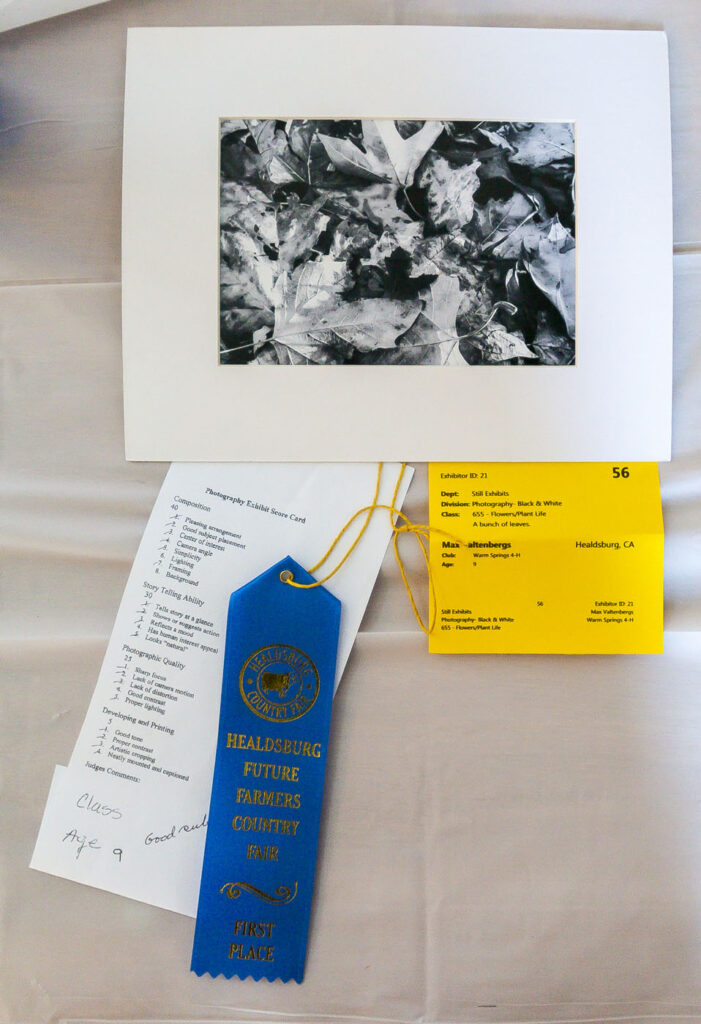 Exhibitor ID: 21
56
Dept: Still Exhibits
Division: Photography- Black & White
Class: 655 - Flowers/Plant Life
A bunch of leaves.
Max altenbergs Healdsburg, CA
Club: Warm Springs 4-H
Age: 9
56 Exhibitor ID: 21
Still Exhibits Max Valtenbergs
Photography- Black & White Warm Springs 4-H
655 - Flowers/Plant Life
Photography Exhibit Score Card
Composition
40
1. Pleasing arrangement
2. Good subject placement
3. Center of interest
4. Camera angle
5. Simplicity
6. Lighting
7. Framing
8. Background
Story Telling Ability
30
1. Tells story at a glance
2. Shows or suggests action
3. Reflects a mood
4. Has human interest appeal
5. Looks "natural"
Photographic Quality
25
1. Sharp focus
2. Lack of camera motion
3. Lack of distortion
4. Good contrast
5. Proper lighting
Developing and Printing
5
1. Good tone
2. Proper contrast
3. Artistic cropping
4. Neatly mounted and captioned
Judges Comments:
Class
Age 9
Good
HEALDSBURG
COUNTRY FAIR
HEALDSBURG
FUTURE
FARMERS
COUNTRY
FAIR
FIRST
PLACE